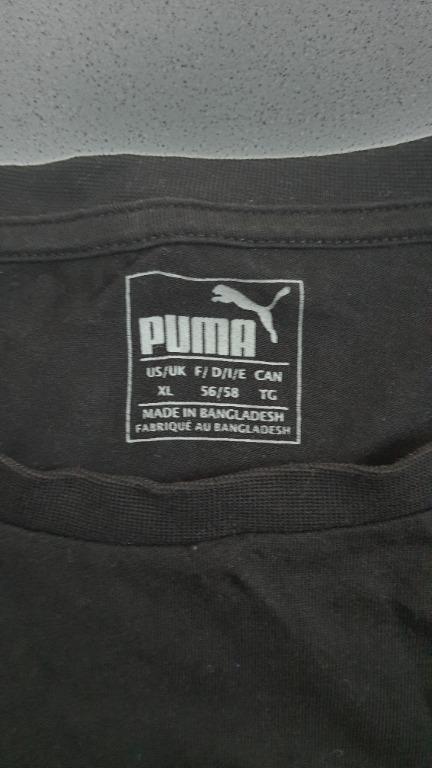 PUMA
US/UK F/ D/I/E CAN
XL 56/58 TG
MADE IN BANGLADESH
FABRIQUÉ AU BANGLADESH